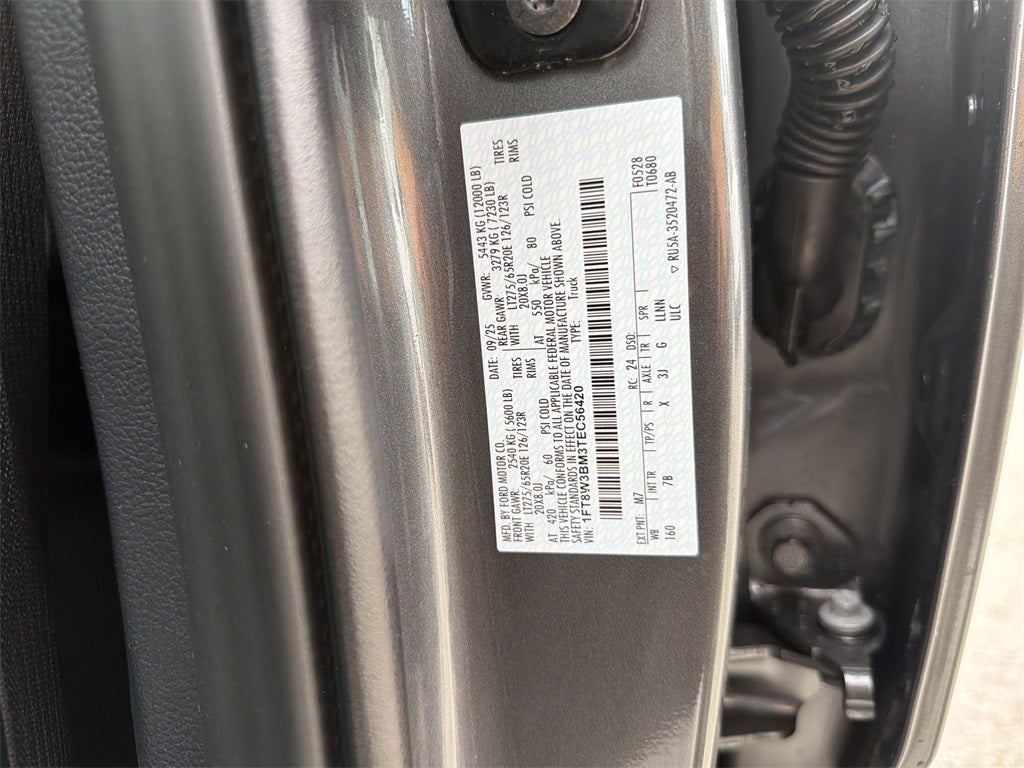 MFD. BY FORD MOTOR CO. DATE: 09/25 GVWR: 5443 KG (12000 LB)
FRONT GAWR: 2540 KG ( 5600 LB) REAR GAWR: 3279 KG ( 7230 LB)
WITH LT275/65R20E 126/123R TIRES WITH LT275/65R20E 126/123R TIRES
20X8.0J RIMS 20X8.0J RIMS
AT 420 kPa/ 60 PSI COLD AT 550 kPa/ 80 PSI COLD
THIS VEHICLE CONFORMS TO ALL APPLICABLE FEDERAL MOTOR VEHICLE
SAFETY STANDARDS IN EFFECT ON THE DATE OF MANUFACTURE SHOWN ABOVE.
VIN: 1FT8W3BM3TEC56420 TYPE: Truck
F0528
T0680
EXT PNT: M7 RC: 24 DSO:
WB INT TR TP/PS R AXLE TR SPR
160 7B X 3J G LLNN
ULC
▽ RU5A-3520472-AB